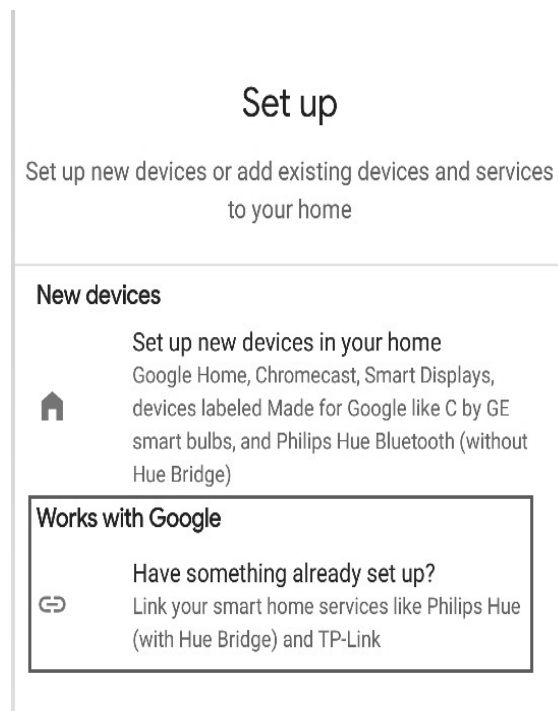 Set up
Set up new devices or add existing devices and services
to your home
New devices
Set up new devices in your home
Google Home, Chromecast, Smart Displays,
devices labeled Made for Google like C by GE
smart bulbs, and Philips Hue Bluetooth (without
Hue Bridge)
Works with Google
Have something already set up?
Link your smart home services like Philips Hue
(with Hue Bridge) and TP-Link